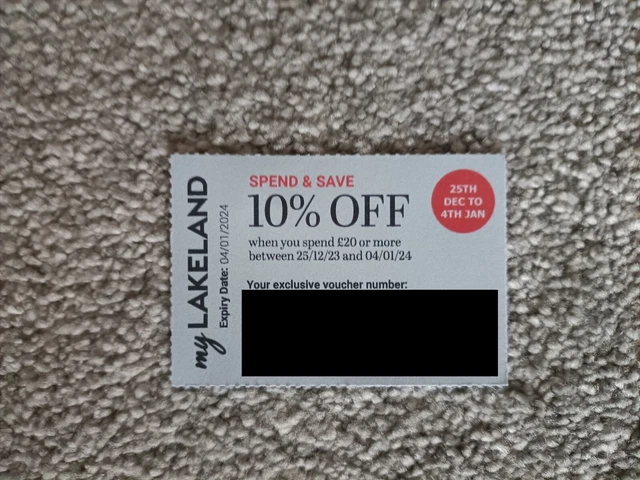 my LAKELAND
Expiry Date: 04/01/2024
SPEND & SAVE
10% OFF
when you spend £20 or more
between 25/12/23 and 04/01/24
Your exclusive voucher number:
25TH
DEC TO
4TH JAN